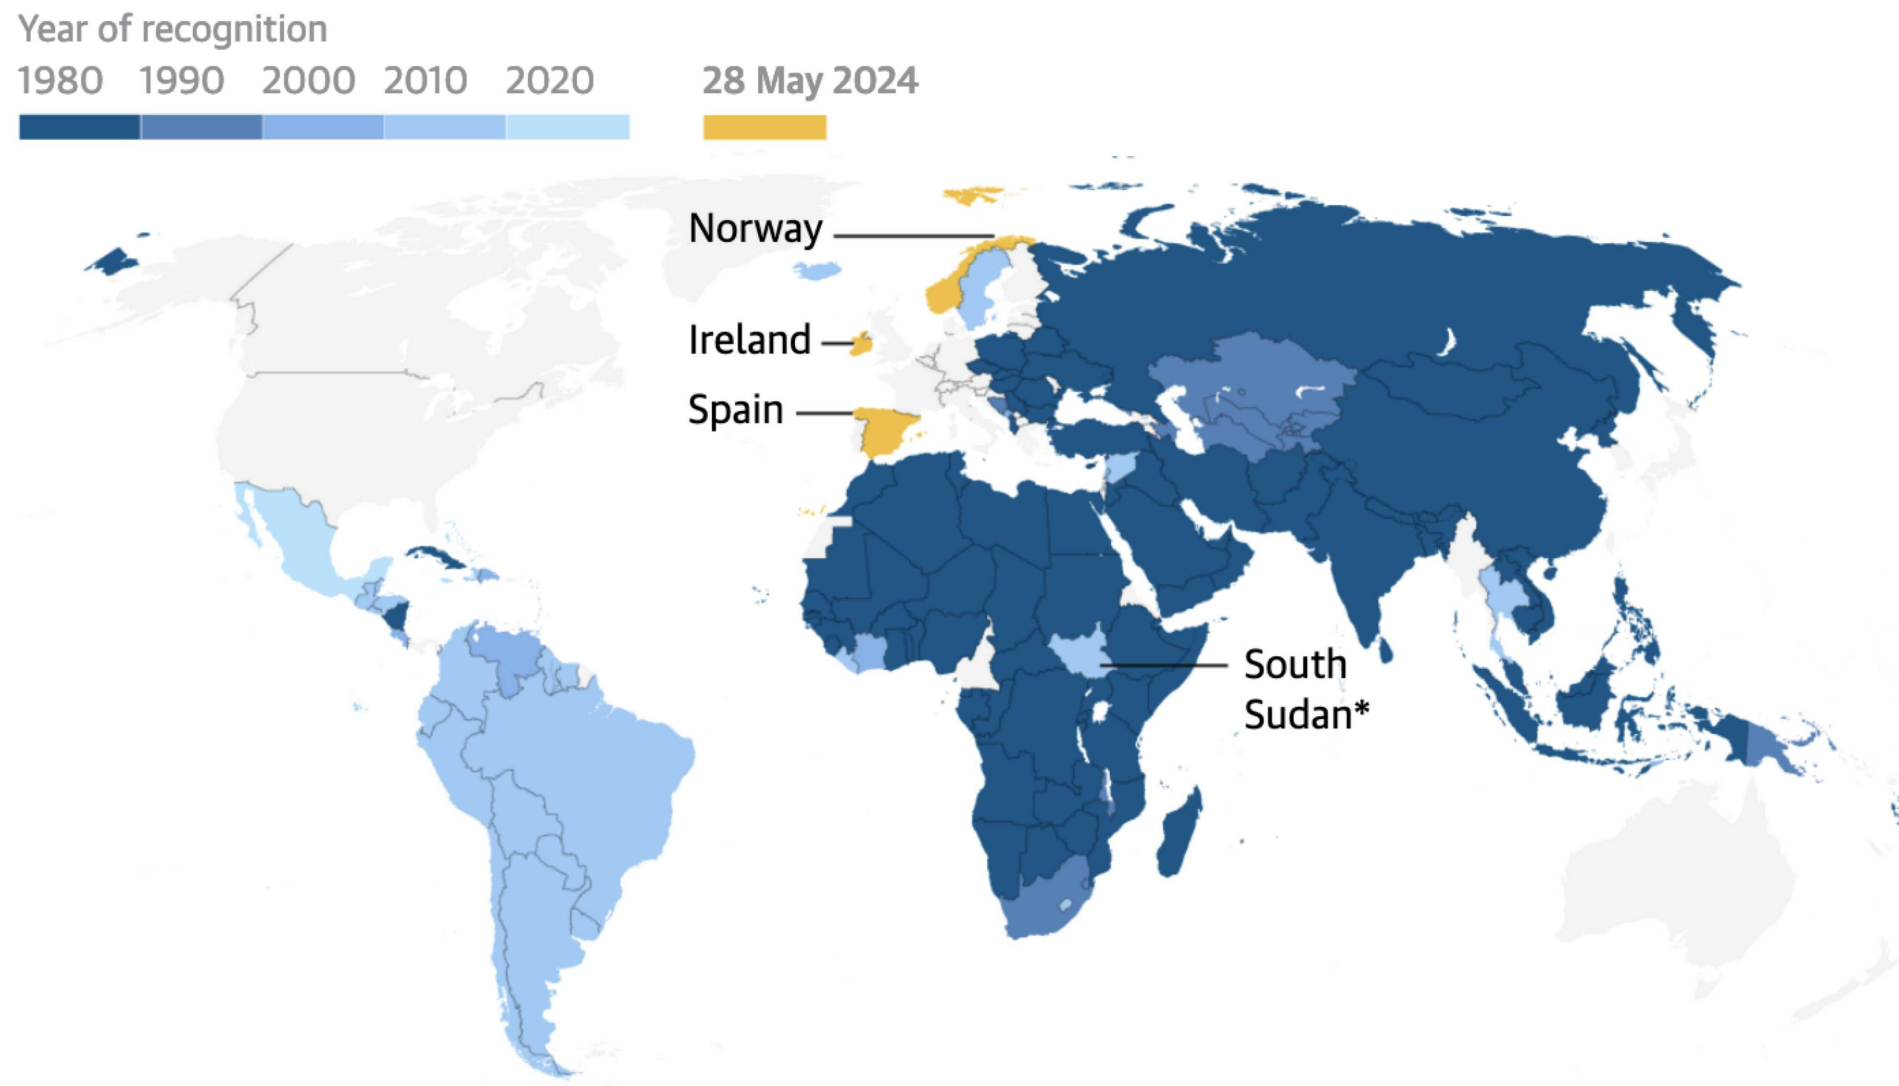 Year of recognition
1980 1990 2000 2010 2020 28 May 2024
Norway
Ireland
Spain
South
Sudan*